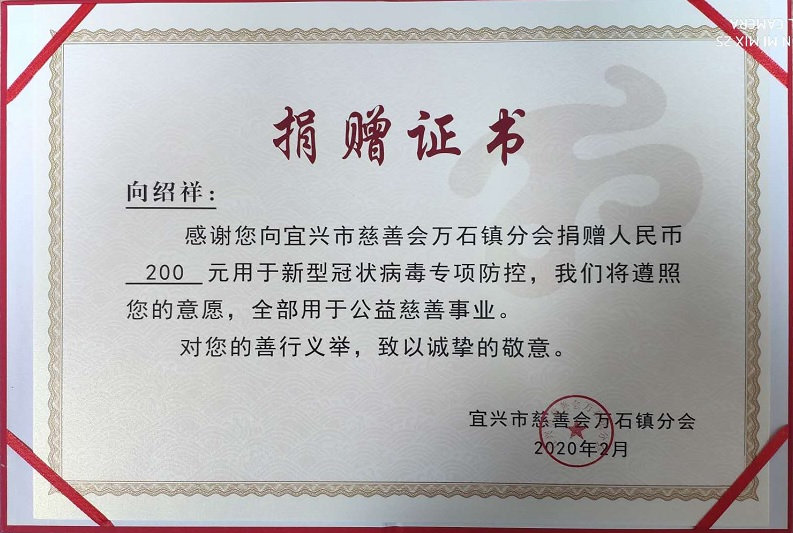 捐赠证书
向绍祥：
感谢您向宜兴市慈善会万石镇分会捐赠人民币
200 元用于新型冠状病毒专项防控，我们将遵照
您的意愿，全部用于公益慈善事业。
对您的善行义举，致以诚挚的敬意。
宜兴市慈善会万石镇分会
2020年2月